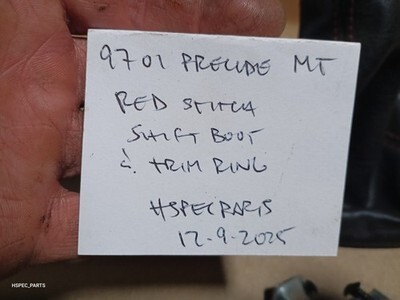 9701 PRELUDE MT
RED STITCH
SHIFT BOOT
& TRIM RING
HSPECPARTS
12-9-2025
HSPEC_PARTS